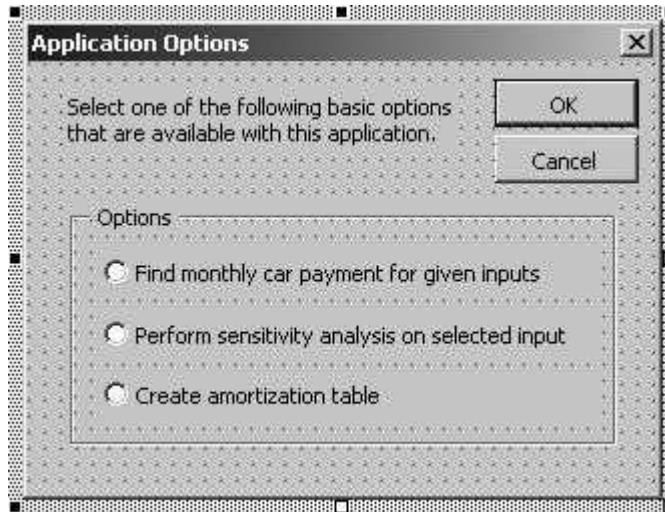 Application Options
Select one of the following basic options
that are available with this application.
OK
Cancel
Options
Find monthly car payment for given inputs
Perform sensitivity analysis on selected input
Create amortization table